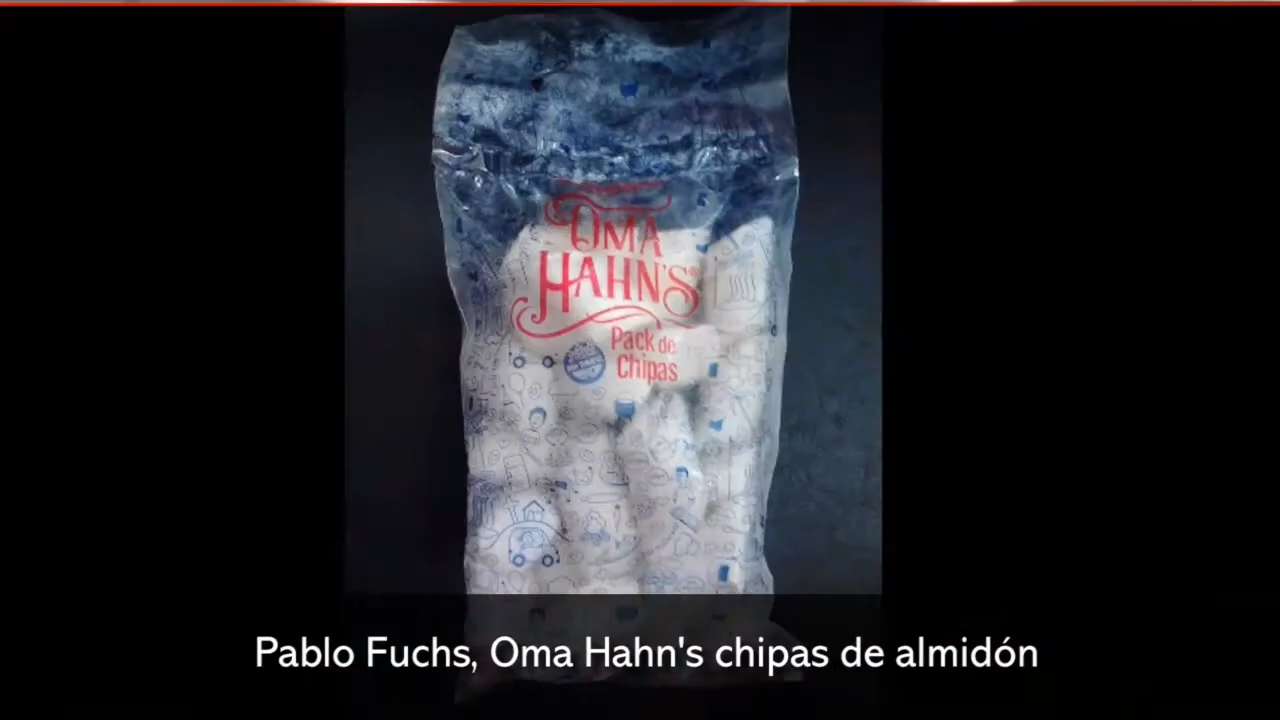 OMA
HAHN'S
Pack de
Chipas
Pablo Fuchs, Oma Hahn's chipas de almidón